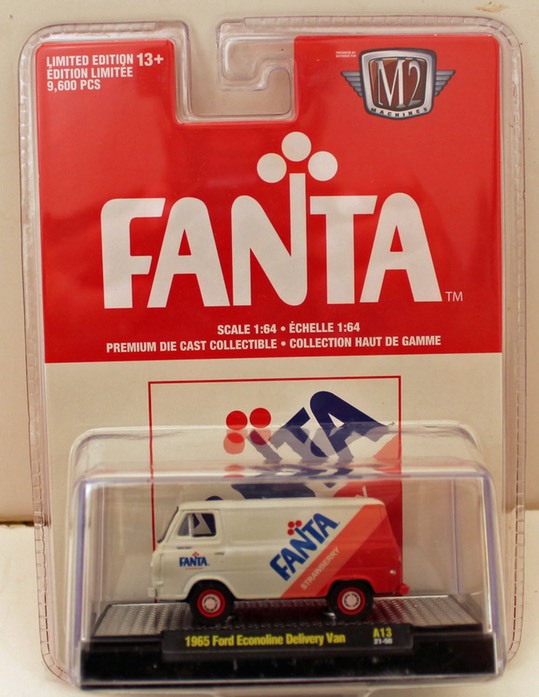 LIMITED EDITION 13+
ÉDITION LIMITÉE
9,600 PCS
M2
MACHINES
FANTA TM
SCALE 1:64 • ÉCHELLE 1:64
PREMIUM DIE CAST COLLECTIBLE • COLLECTION HAUT DE GAMME
FANTA
FANTA
STRAWBERRY
1965 Ford Econoline Delivery Van
A13